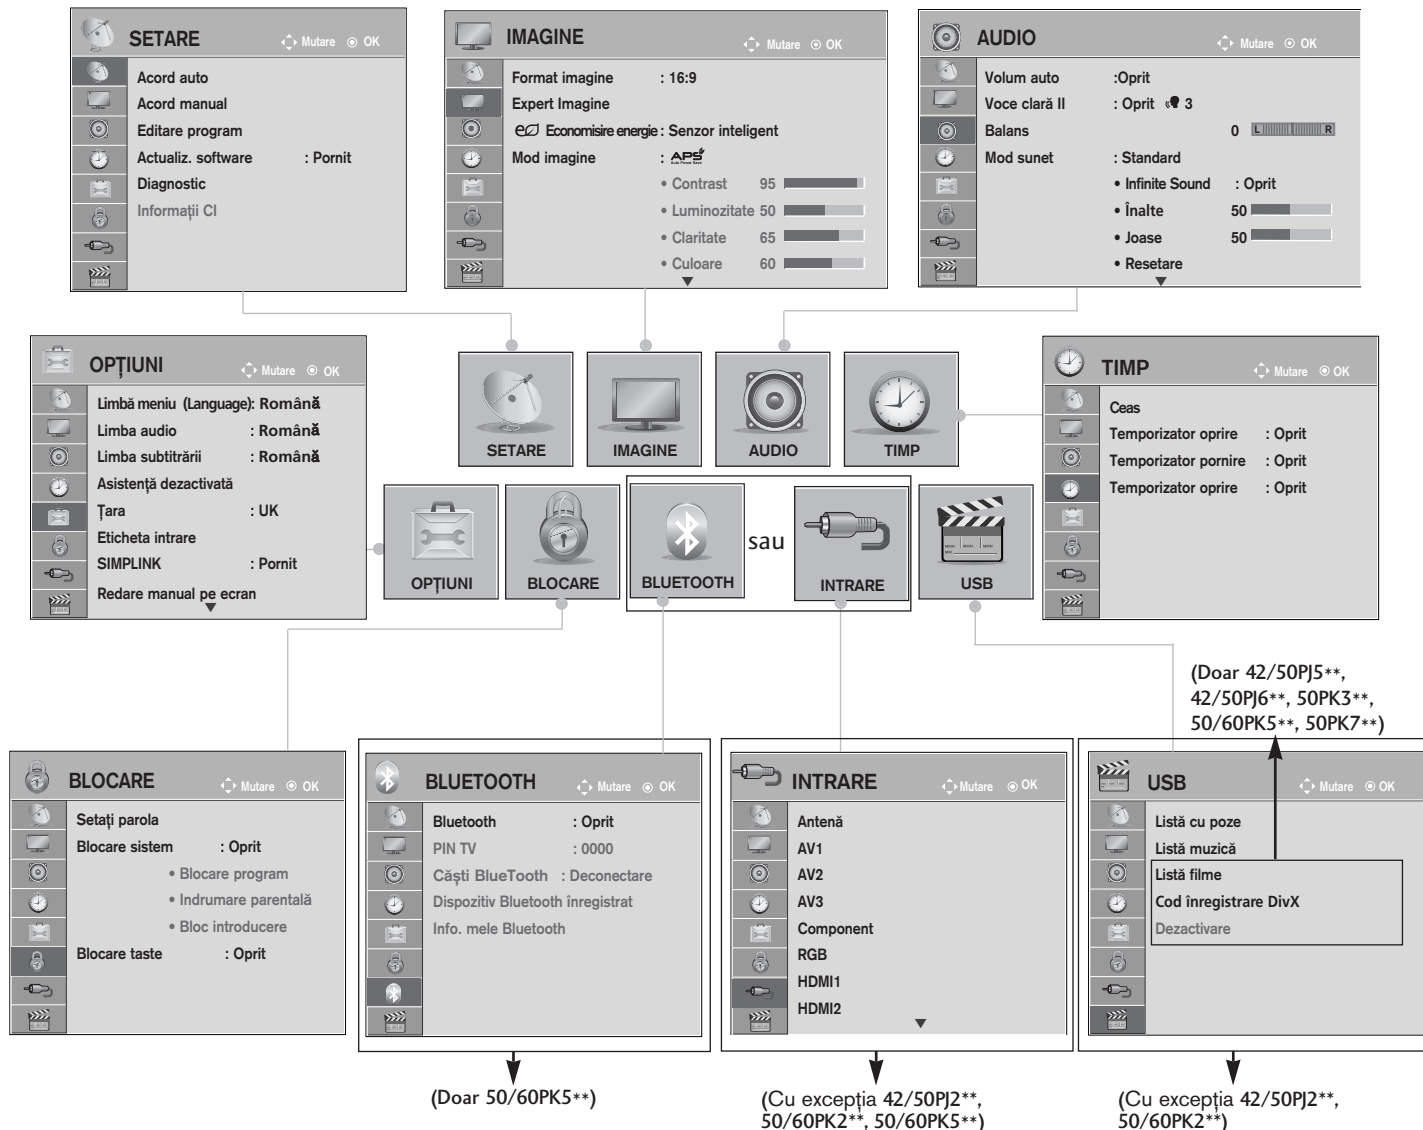 SETARE
Mutare OK
Acord auto
Acord manual
Editare program
Actualiz. software : Pornit
Diagnostic
Informații CI
IMAGINE
Mutare OK
Format imagine : 16:9
Expert Imagine
Economisire energie : Senzor inteligent
Mod imagine : APS
Auto Power Save
• Contrast 95
• Luminozitate 50
• Claritate 65
• Culoare 60
AUDIO
Mutare OK
Volum auto :Oprit
Voce clară II : Oprit 3
Balans 0 L R
Mod sunet : Standard
• Infinite Sound : Oprit
• Înalte 50
• Joase 50
• Resetare
OPȚIUNI
Mutare OK
Limbă meniu (Language): Română
Limba audio : Română
Limba subtitrării : Română
Asistență dezactivată
Țara : UK
Eticheta intrare
SIMPLINK : Pornit
Redare manual pe ecran
SETARE
IMAGINE
AUDIO
TIMP
TIMP
Mutare OK
Ceas
Temporizator oprire : Oprit
Temporizator pornire : Oprit
Temporizator oprire : Oprit
OPȚIUNI
BLOCARE
BLUETOOTH
sau
INTRARE
USB
(Doar 42/50PJ5**,
42/50PJ6**, 50PK3**,
50/60PK5**, 50PK7**)
BLOCARE
Mutare OK
Setați parola
Blocare sistem : Oprit
• Blocare program
• Indrumare parentală
• Bloc introducere
Blocare taste : Oprit
BLUETOOTH
Mutare OK
Bluetooth : Oprit
PIN TV : 0000
Căști BlueTooth : Deconectare
Dispozitiv Bluetooth înregistrat
Info. mele Bluetooth
INTRARE
Mutare OK
Antenă
AV1
AV2
AV3
Component
RGB
HDMI1
HDMI2
USB
Mutare OK
Listă cu poze
Listă muzică
Listă filme
Cod înregistrare DivX
Dezactivare
(Doar 50/60PK5**)
(Cu excepția 42/50PJ2**,
50/60PK2**, 50/60PK5**)
(Cu excepția 42/50PJ2**,
50/60PK2**)